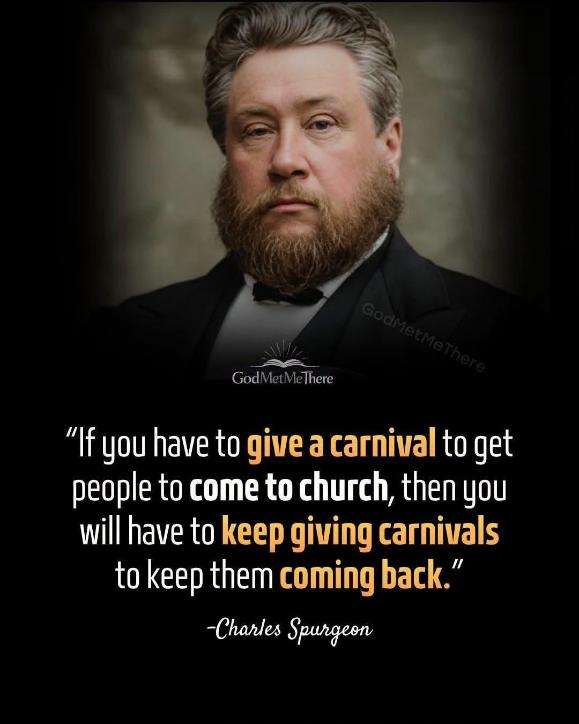 GodMetMeThere
GodMetMeThere
“If you have to give a carnival to get
people to come to church, then you
will have to keep giving carnivals
to keep them coming back.”
-Charles Spurgeon